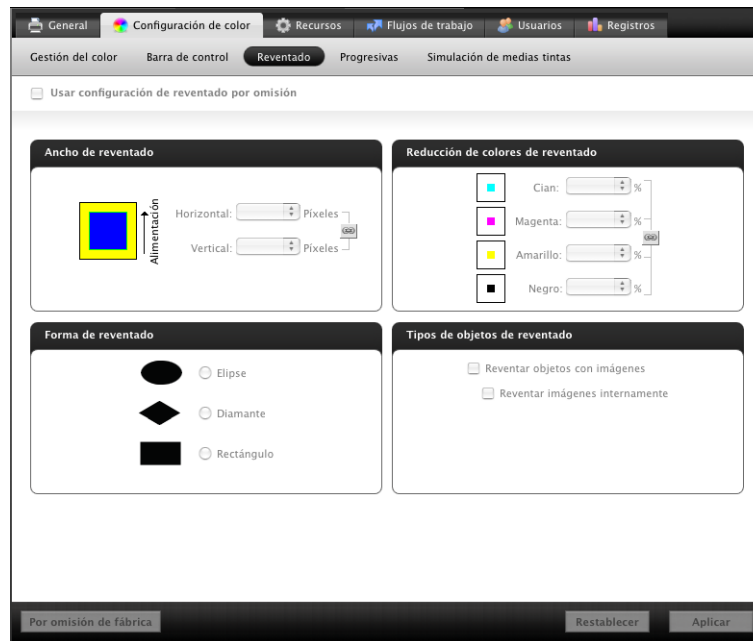 General Configuración de color Recursos Flujos de trabajo Usuarios Registros
Gestión del color Barra de control Reventado Progresivas Simulación de medias tintas
Usar configuración de reventado por omisión
Ancho de reventado
Alimentación
Horizontal: Píxeles
Vertical: Píxeles
Reducción de colores de reventado
Cian: %
Magenta: %
Amarillo: %
Negro: %
Forma de reventado
Elipse
Diamante
Rectángulo
Tipos de objetos de reventado
Reventar objetos con imágenes
Reventar imágenes internamente
Por omisión de fábrica Restablecer Aplicar